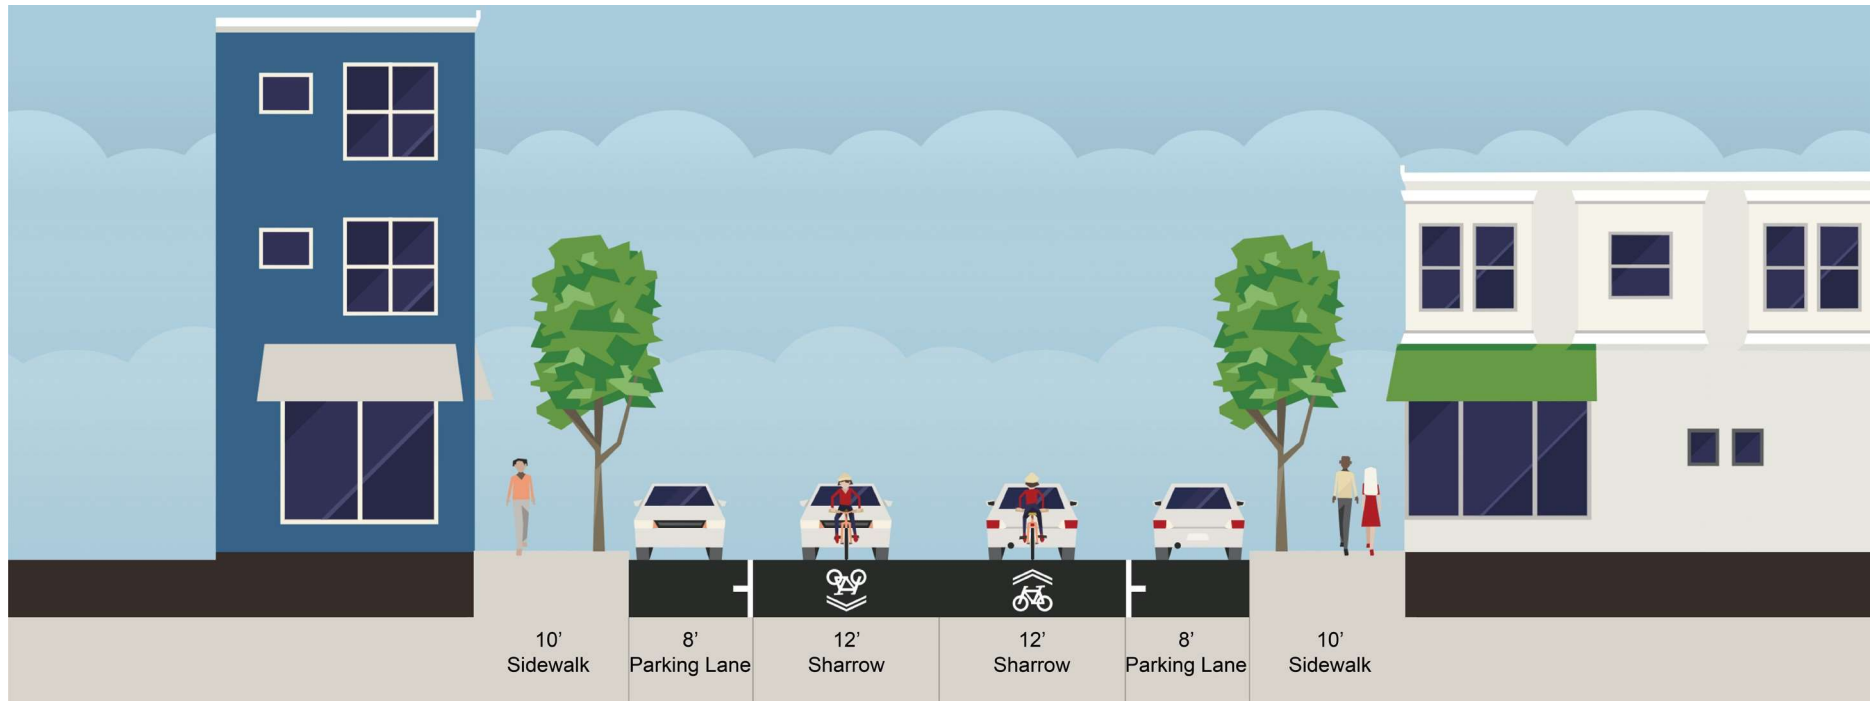 10’
Sidewalk
8’
Parking Lane
12’
Sharrow
12’
Sharrow
8’
Parking Lane
10’
Sidewalk